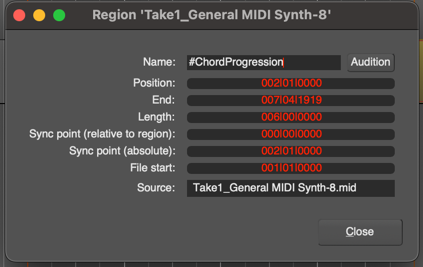 Region 'Take1_General MIDI Synth-8'
Name: #ChordProgression Audition
Position: 002|01|0000
End: 007|04|1919
Length: 006|00|0000
Sync point (relative to region): 000|00|0000
Sync point (absolute): 002|01|0000
File start: 001|01|0000
Source: Take1_General MIDI Synth-8.mid
Close